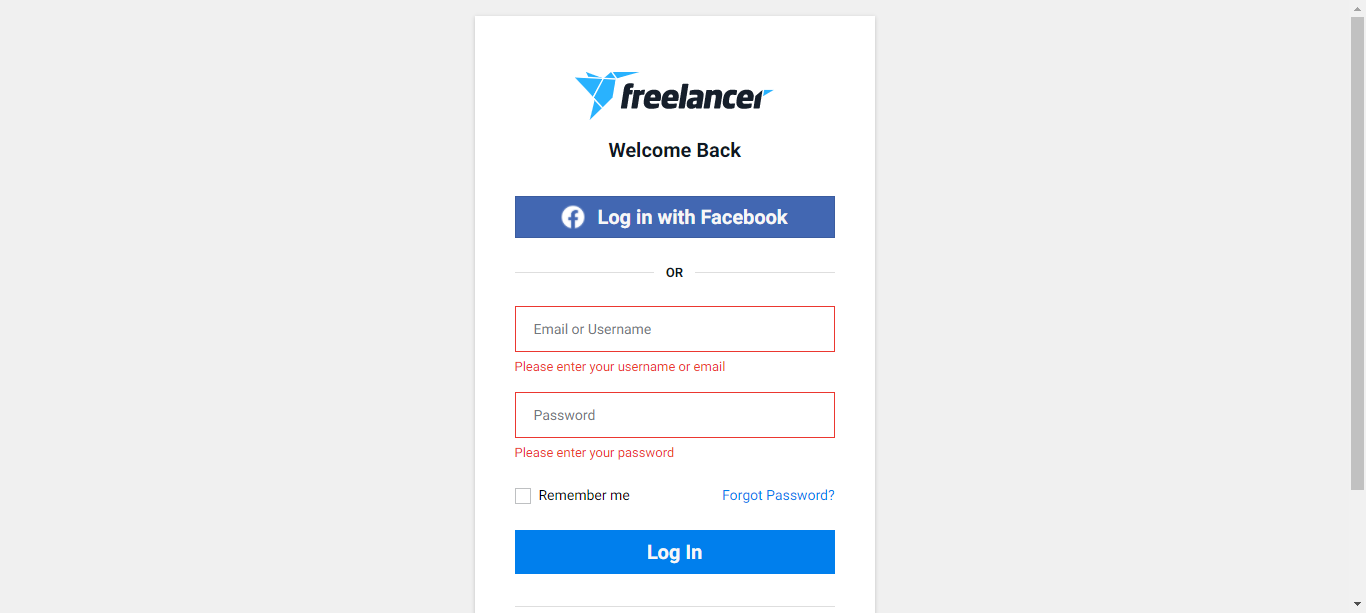 freelancer
Welcome Back
Log in with Facebook
OR
Email or Username
Please enter your username or email
Password
Please enter your password
Remember me Forgot Password?
Log In